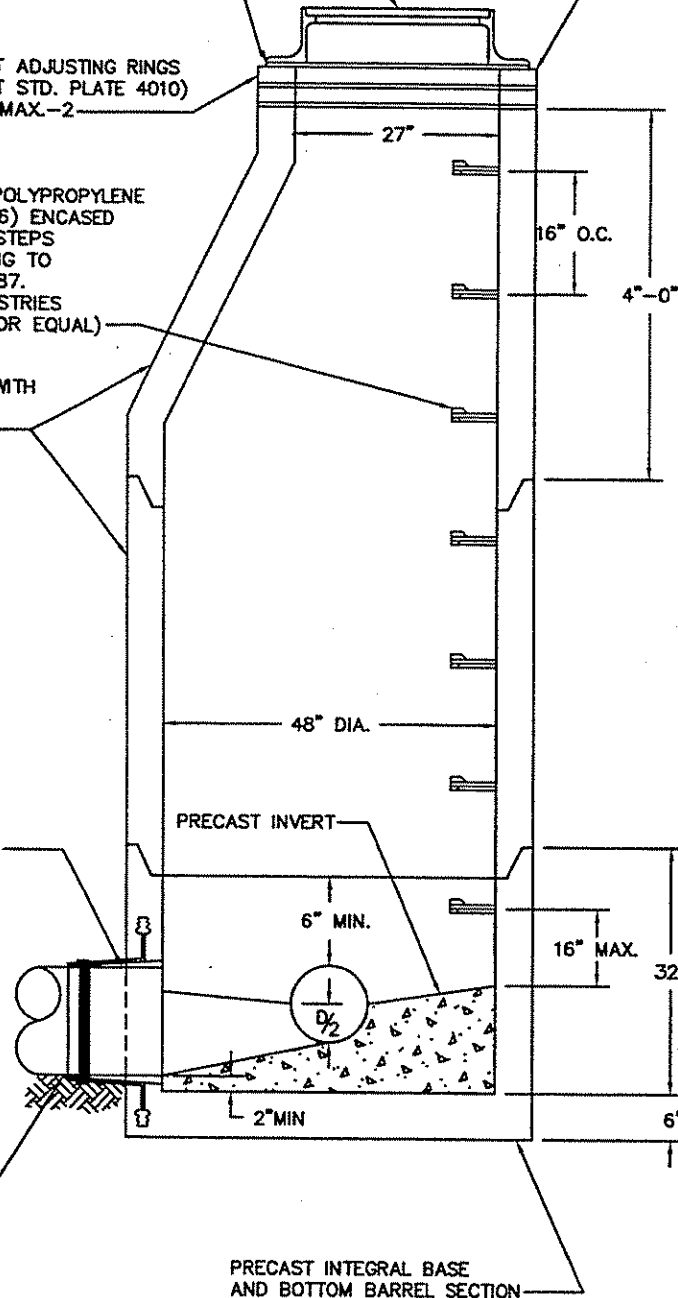 T ADJUSTING RINGS
T STD. PLATE 4010)
MAX.-2
27"
POLYPROPYLENE
6) ENCASED
STEPS
NG TO
87.
STRIES
OR EQUAL)
16" O.C.
4"-0"
WITH
48" DIA.
PRECAST INVERT
6" MIN.
16" MAX.
32
D/2
2"MIN
6"
PRECAST INTEGRAL BASE
AND BOTTOM BARREL SECTION